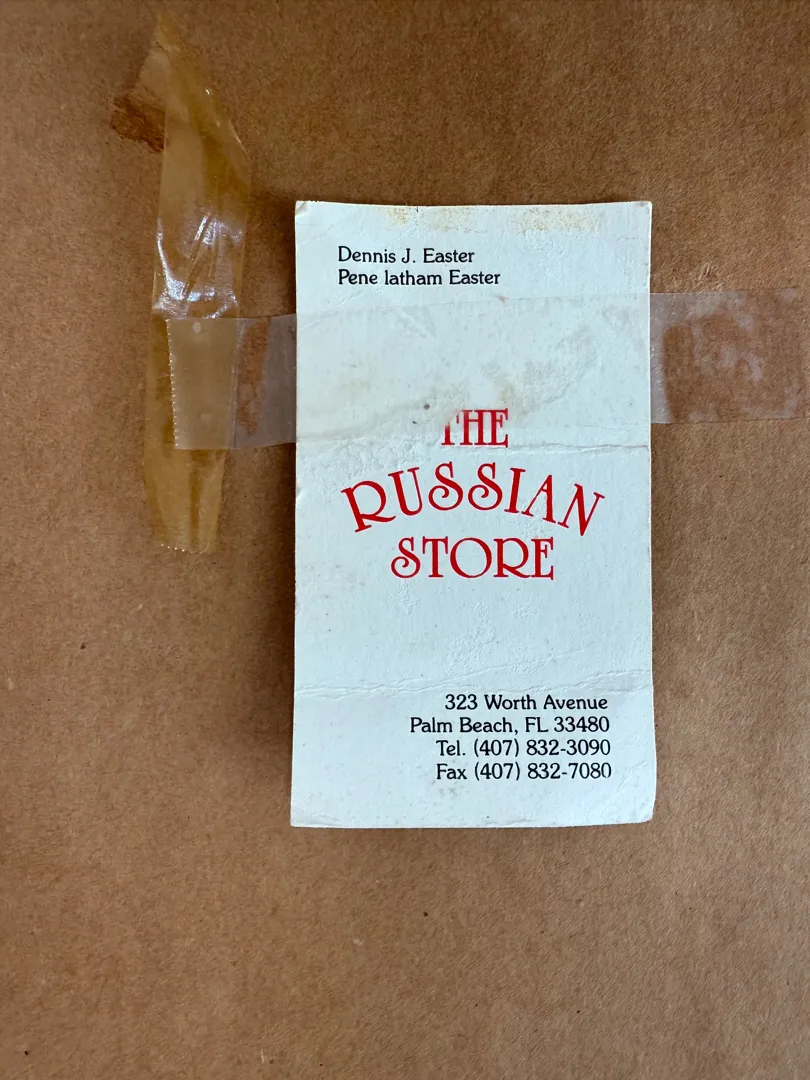 Dennis J. Easter
Pene latham Easter
THE
RUSSIAN
STORE
323 Worth Avenue
Palm Beach, FL 33480
Tel. (407) 832-3090
Fax (407) 832-7080